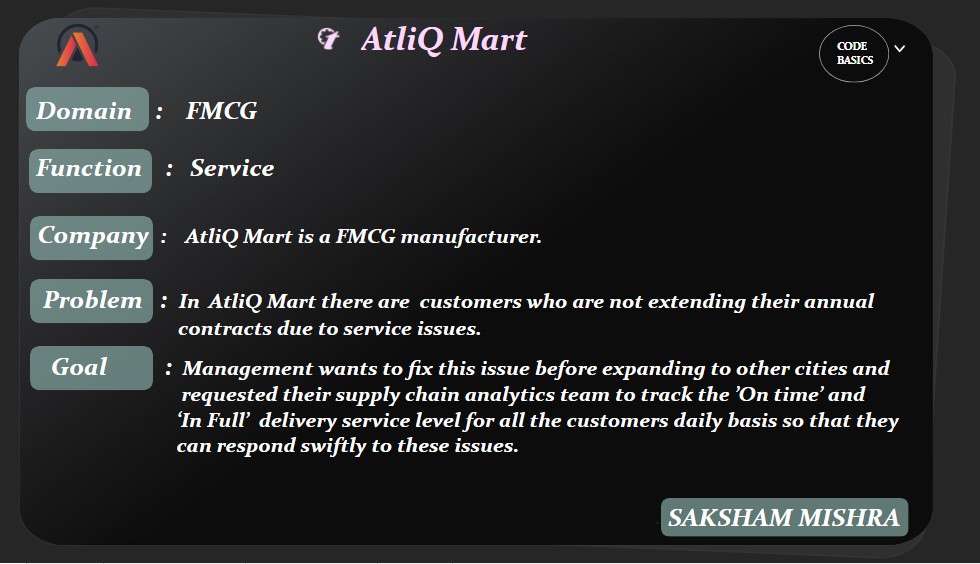 AtliQ Mart
CODE
BASICS
Domain : FMCG
Function : Service
Company : AtliQ Mart is a FMCG manufacturer.
Problem : In AtliQ Mart there are customers who are not extending their annual
contracts due to service issues.
Goal : Management wants to fix this issue before expanding to other cities and
requested their supply chain analytics team to track the ’On time’ and
‘In Full’ delivery service level for all the customers daily basis so that they
can respond swiftly to these issues.
SAKSHAM MISHRA